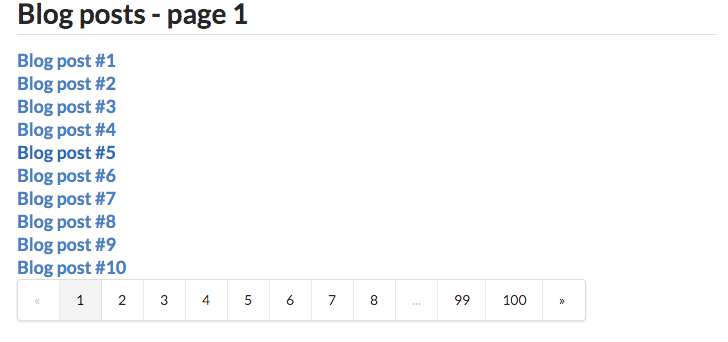 Blog posts - page 1
Blog post #1
Blog post #2
Blog post #3
Blog post #4
Blog post #5
Blog post #6
Blog post #7
Blog post #8
Blog post #9
Blog post #10
« 1 2 3 4 5 6 7 8 ... 99 100 »